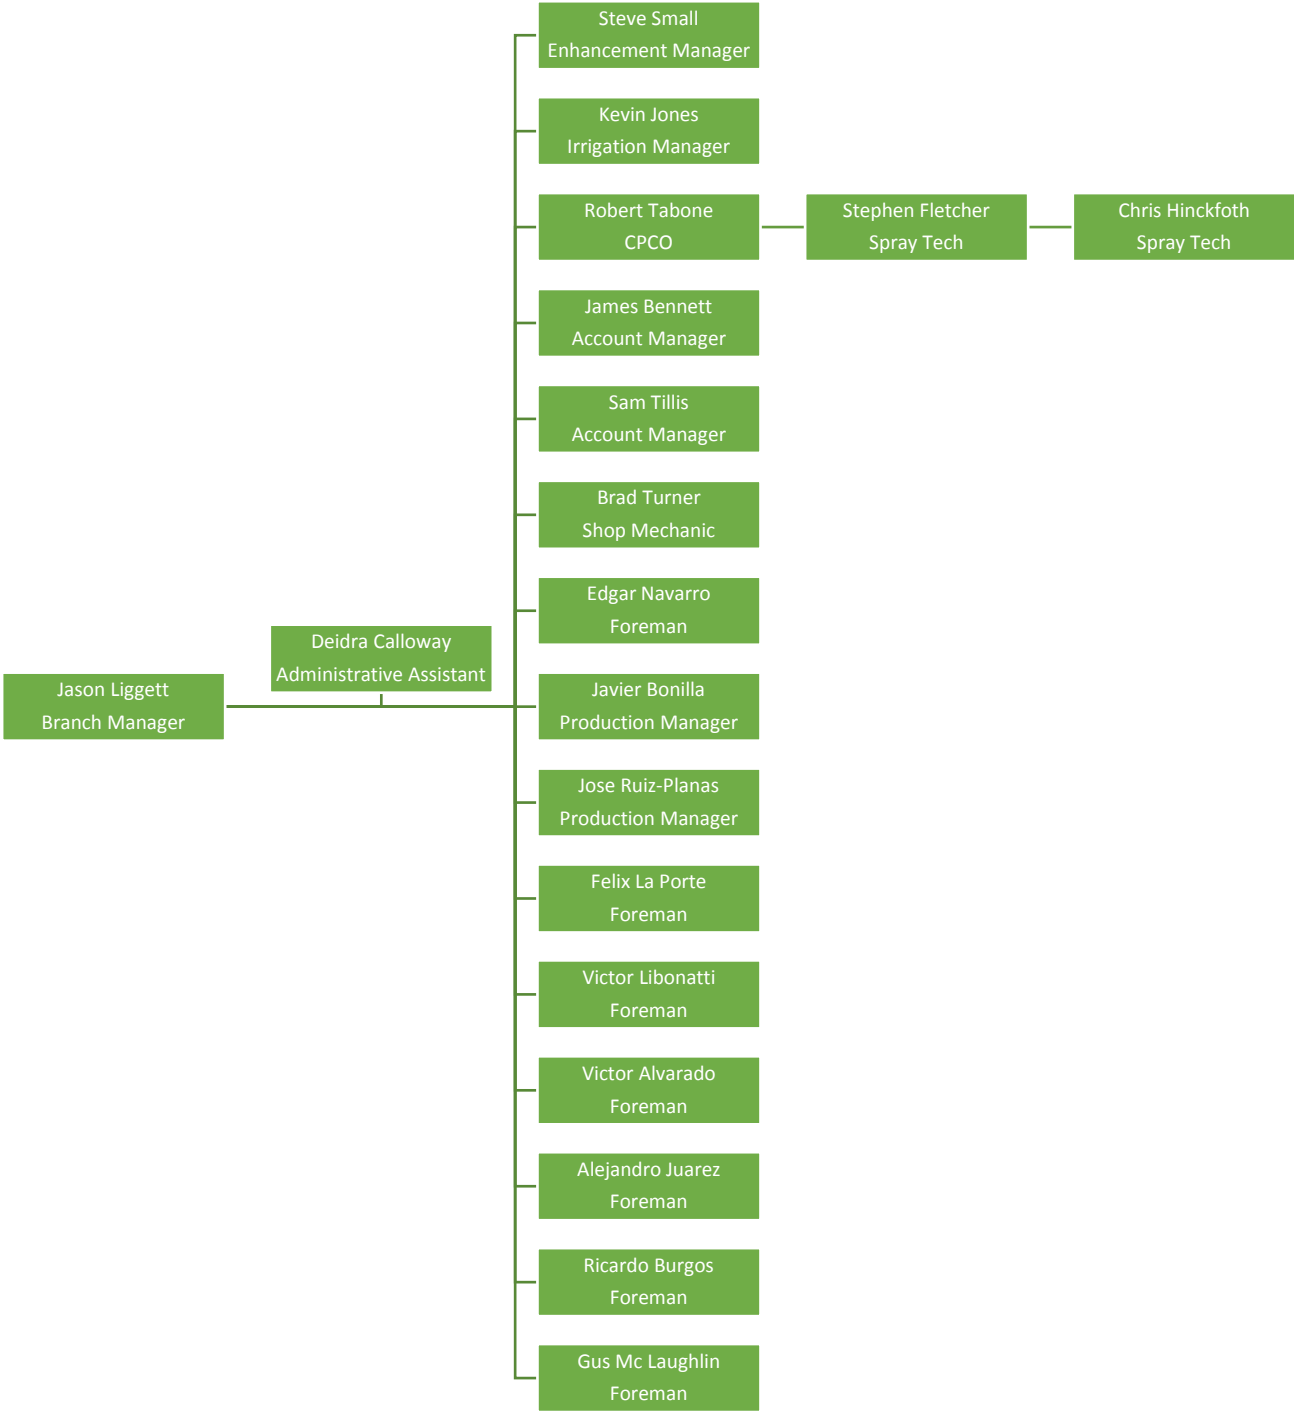 Steve Small
Enhancement Manager
Kevin Jones
Irrigation Manager
Robert Tabone
CPCO
Stephen Fletcher
Spray Tech
Chris Hinckfoth
Spray Tech
James Bennett
Account Manager
Sam Tillis
Account Manager
Brad Turner
Shop Mechanic
Edgar Navarro
Foreman
Deidra Calloway
Administrative Assistant
Jason Liggett
Branch Manager
Javier Bonilla
Production Manager
Jose Ruiz-Planas
Production Manager
Felix La Porte
Foreman
Victor Libonatti
Foreman
Victor Alvarado
Foreman
Alejandro Juarez
Foreman
Ricardo Burgos
Foreman
Gus Mc Laughlin
Foreman